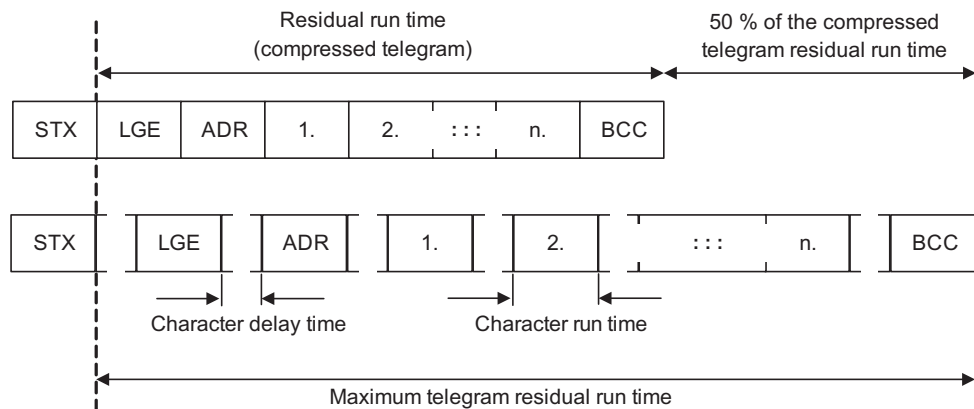 Residual run time
(compressed telegram)
50 % of the compressed
telegram residual run time
STX LGE ADR 1. 2. : : : n. BCC
STX LGE ADR 1. 2. : : : n. BCC
Character delay time Character run time
Maximum telegram residual run time